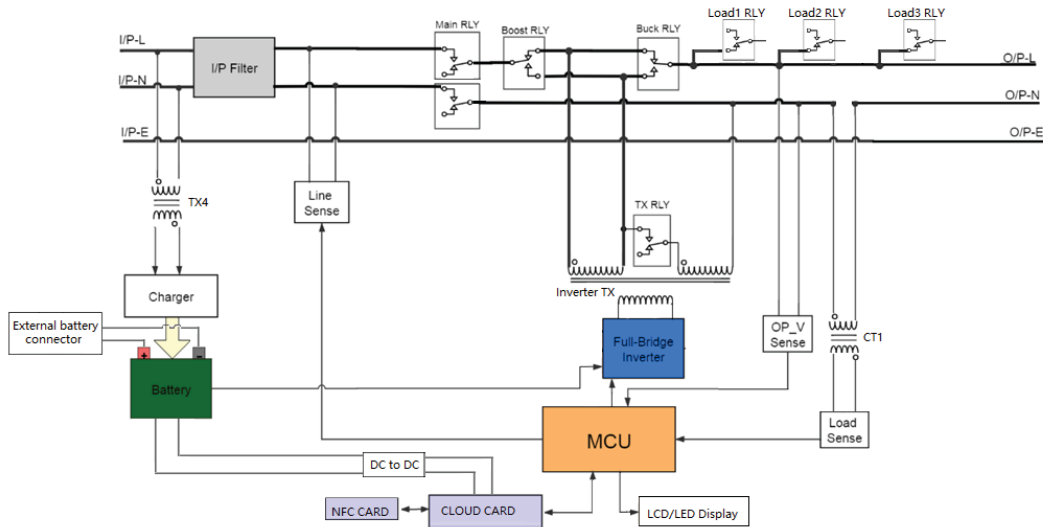 Main RLY
Boost RLY
Buck RLY
Load1 RLY
Load2 RLY
Load3 RLY
I/P-L
O/P-L
I/P Filter
I/P-N
O/P-N
I/P-E
O/P-E
TX4
Line
Sense
TX RLY
Inverter TX
Charger
External battery
connector
+
-
Battery
Full-Bridge
Inverter
OP_V
Sense
CT1
MCU
Load
Sense
DC to DC
NFC CARD
CLOUD CARD
LCD/LED Display